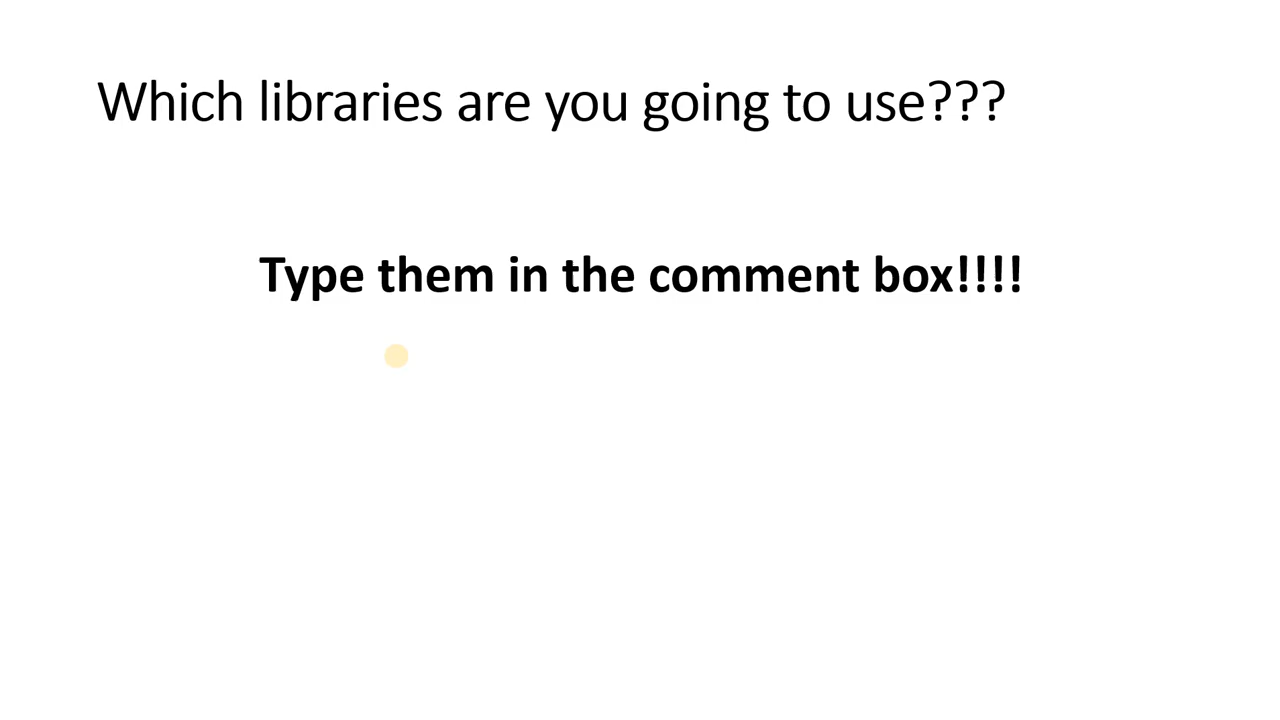 Which libraries are you going to use???
Type them in the comment box!!!!